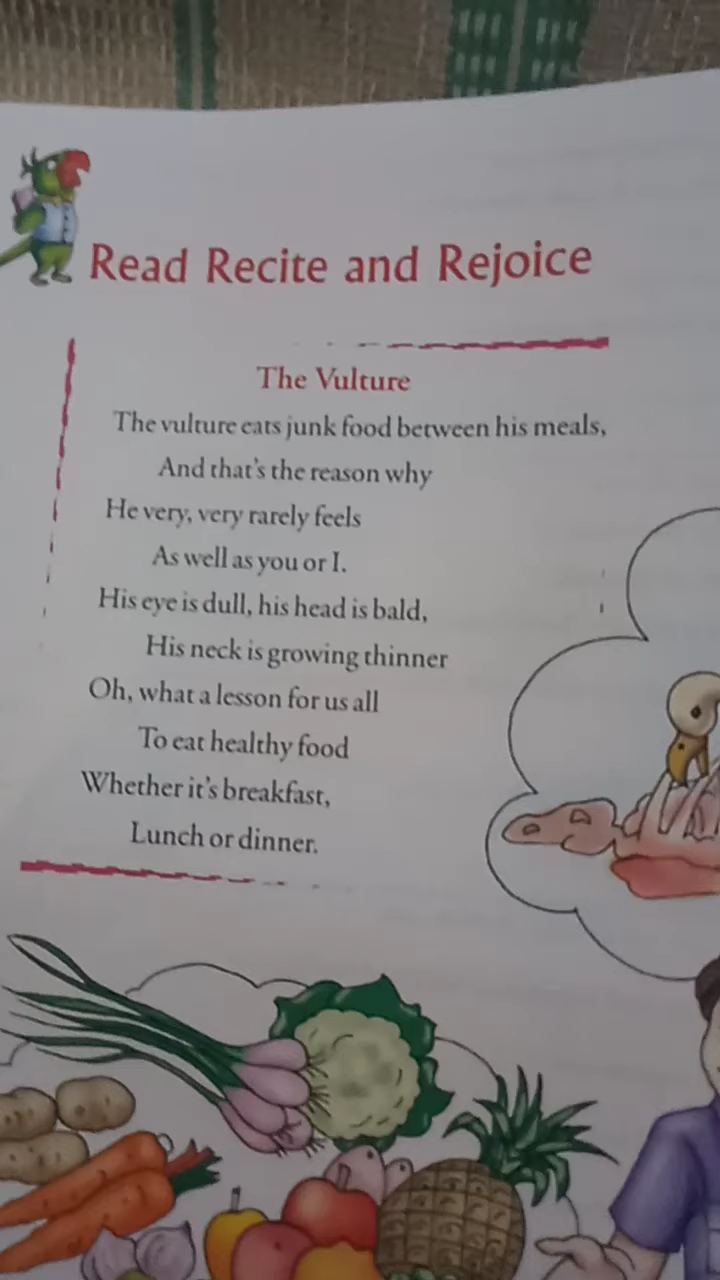 Read Recite and Rejoice
The Vulture
The vulture eats junk food between his meals,
And that's the reason why
He very, very rarely feels
As well as you or I.
His eye is dull, his head is bald,
His neck is growing thinner
Oh, what a lesson for us all
To eat healthy food
Whether it's breakfast,
Lunch or dinner.